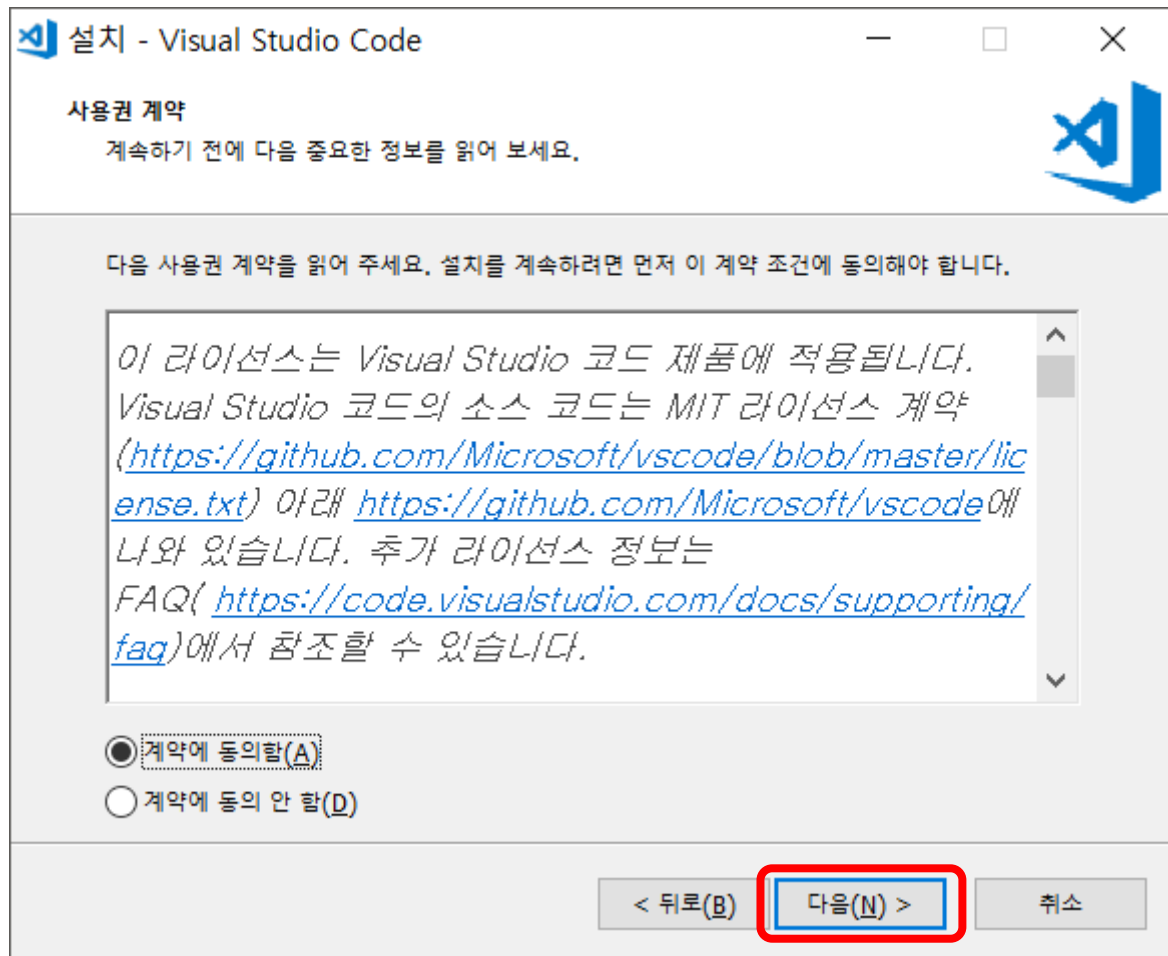 설치 - Visual Studio Code
사용권 계약
계속하기 전에 다음 중요한 정보를 읽어 보세요.
다음 사용권 계약을 읽어 주세요. 설치를 계속하려면 먼저 이 계약 조건에 동의해야 합니다.
이 라이선스는 Visual Studio 코드 제품에 적용됩니다.
Visual Studio 코드의 소스 코드는 MIT 라이선스 계약
(https://github.com/Microsoft/vscode/blob/master/lic
ense.txt) 아래 https://github.com/Microsoft/vscode에
나와 있습니다. 추가 라이선스 정보는
FAQ( https://code.visualstudio.com/docs/supporting/
faq)에서 참조할 수 있습니다.
계약에 동의함(A)
계약에 동의 안 함(D)
< 뒤로(B) 다음(N) > 취소